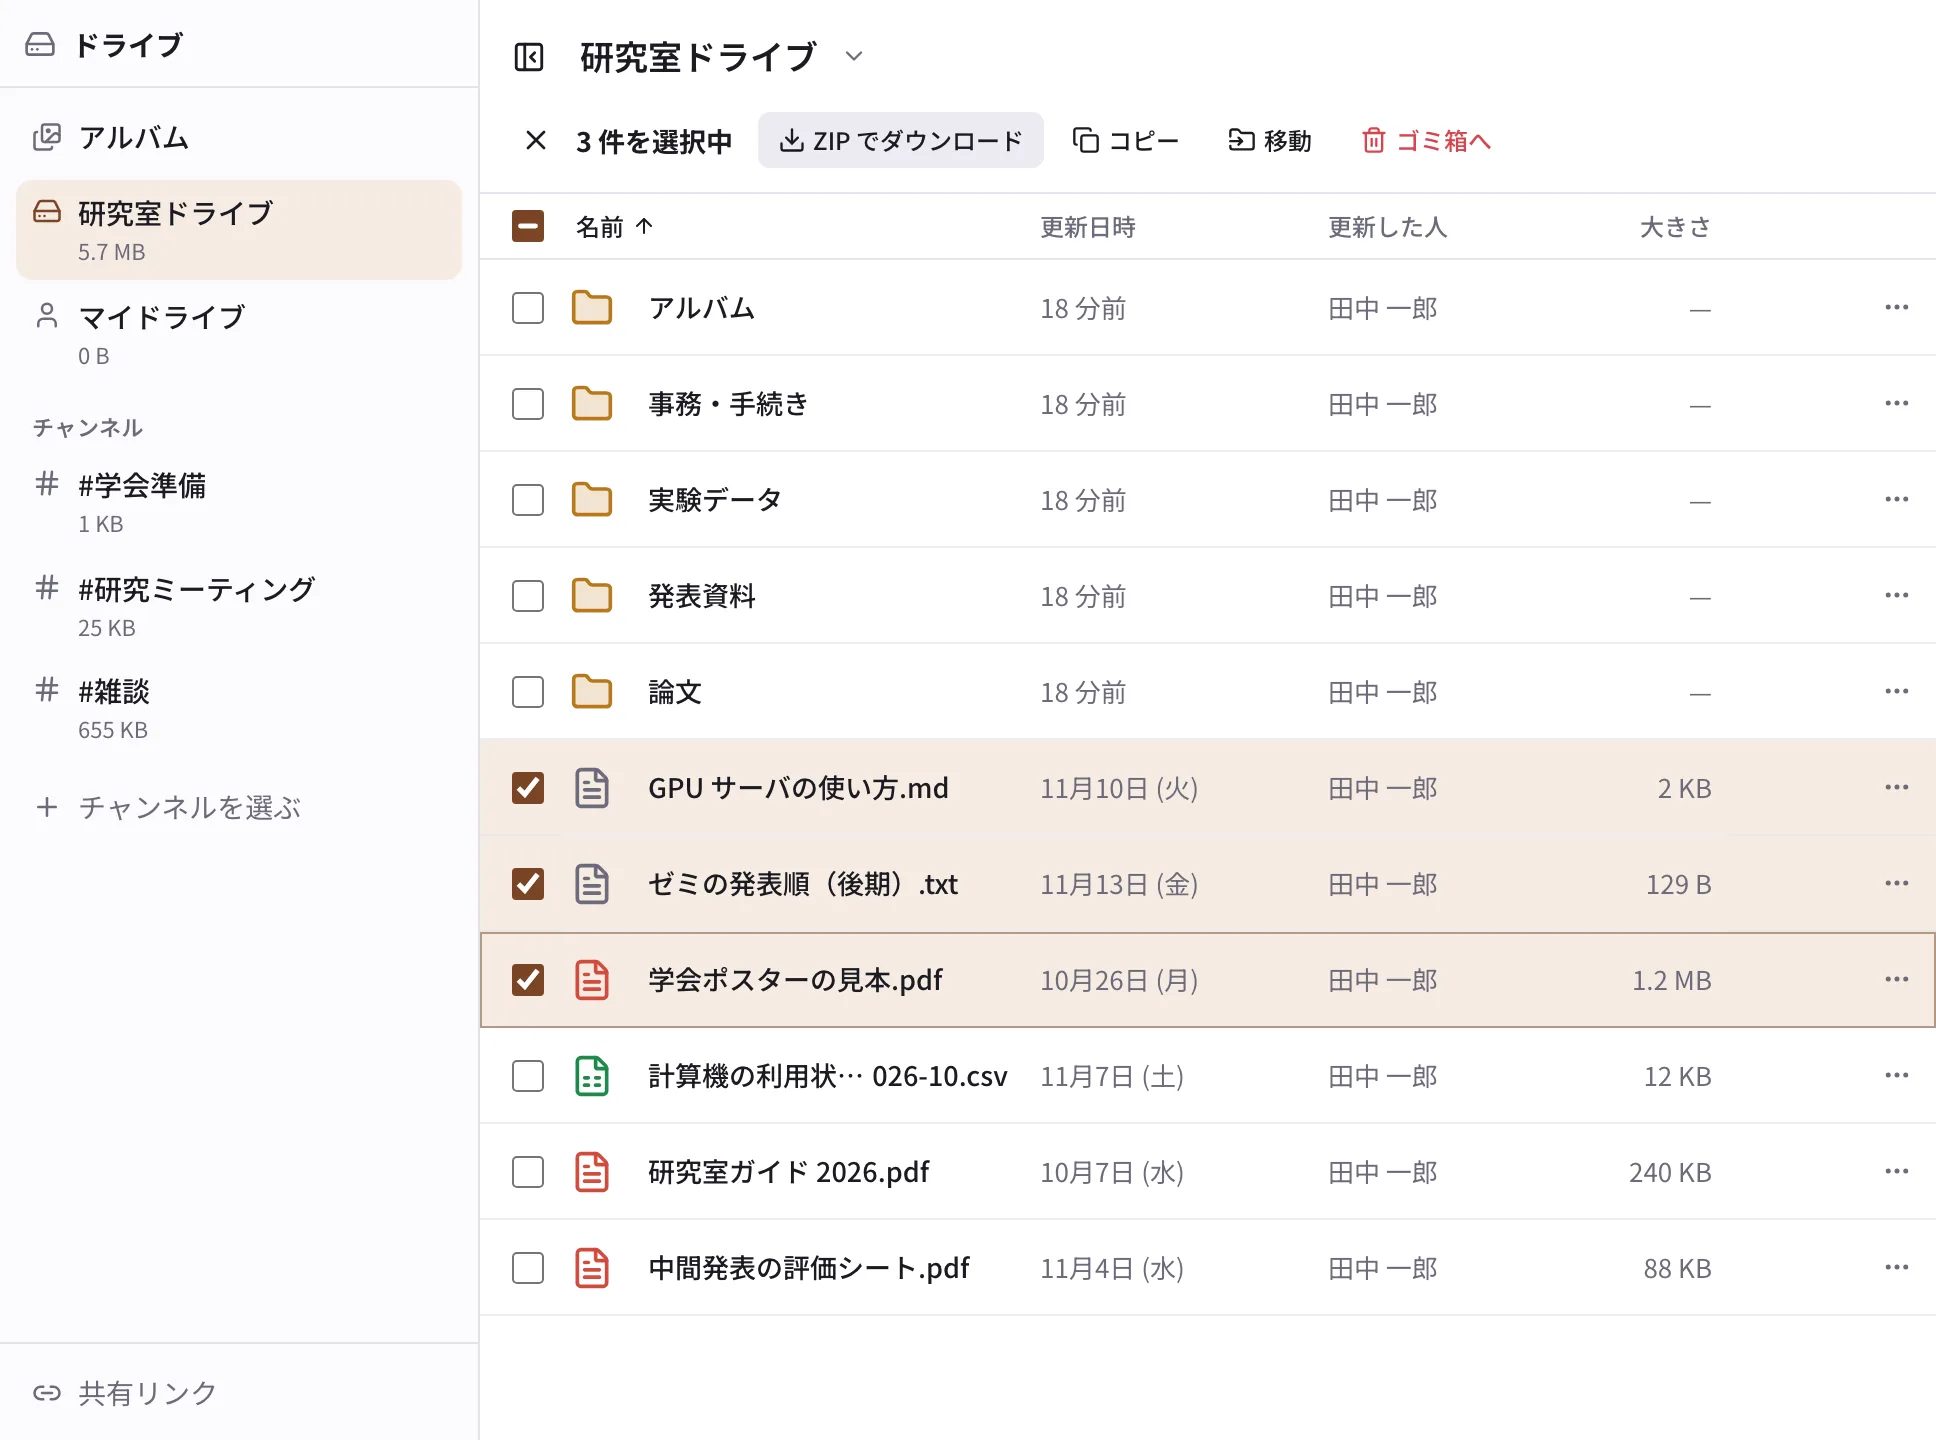 ドライブ
アルバム
研究室ドライブ
5.7 MB
マイドライブ
0 B
チャンネル
#学会準備
1 KB
#研究ミーティング
25 KB
#雑談
655 KB
チャンネルを選ぶ
共有リンク
研究室ドライブ
3 件を選択中 ZIP でダウンロード コピー 移動 ゴミ箱へ
名前 ↑ 更新日時 更新した人 大きさ
アルバム 18 分前 田中 一郎 —
事務・手続き 18 分前 田中 一郎 —
実験データ 18 分前 田中 一郎 —
発表資料 18 分前 田中 一郎 —
論文 18 分前 田中 一郎 —
GPU サーバの使い方.md 11月10日 (火) 田中 一郎 2 KB
ゼミの発表順（後期）.txt 11月13日 (金) 田中 一郎 129 B
学会ポスターの見本.pdf 10月26日 (月) 田中 一郎 1.2 MB
計算機の利用状… 026-10.csv 11月7日 (土) 田中 一郎 12 KB
研究室ガイド 2026.pdf 10月7日 (水) 田中 一郎 240 KB
中間発表の評価シート.pdf 11月4日 (水) 田中 一郎 88 KB